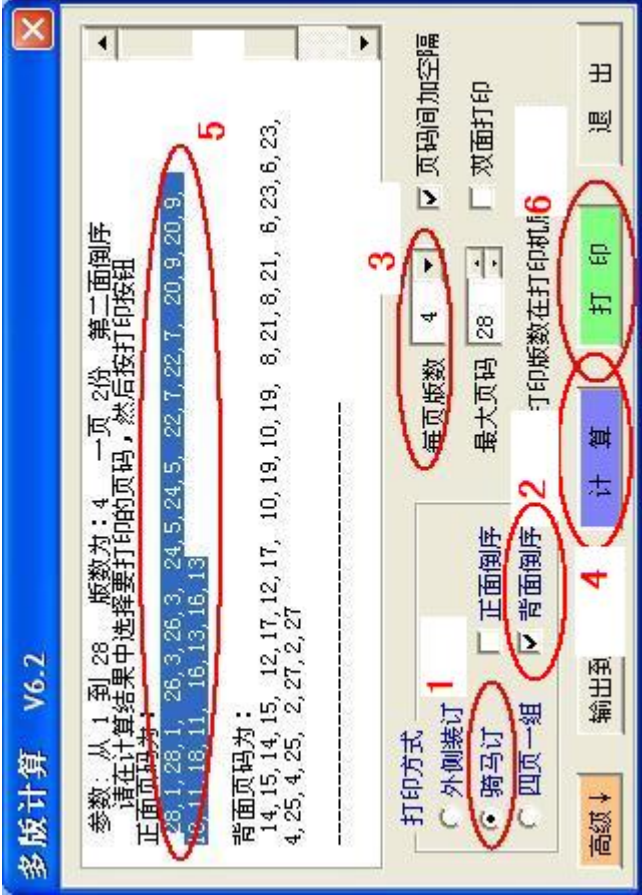 多版计算 V6.2
参数: 从 1 到 28 版数为:4 一页 2份 第二面倒序
请在计算结果中选择要打印的页码,然后按打印按钮
正面页码为:
28,1,28,1, 26,3,26,3, 24,5,24,5, 22,7,22,7, 20,9,20,9,
18,11,18,11, 16,13,16,13
5
背面页码为:
14,15,14,15, 12,17,12,17, 10,19,10,19, 8,21,8,21, 6,23,6,23,
4,25,4,25, 2,27,2,27
--------------------------------
打印方式
1
外侧装订
骑马订
四页一组
正面倒序
背面倒序
2
3
每页版数 4
页码间加空隔
最大页码 28
双面打印
打印版数在打印机
6
高级↓
输出到
4
计 算
打 印
退 出